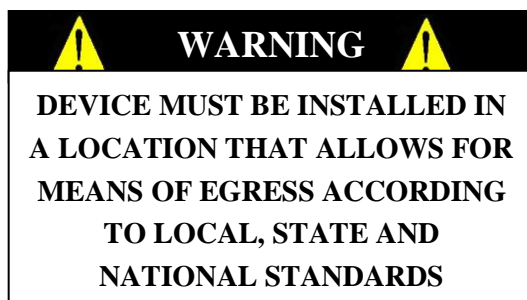 WARNING
DEVICE MUST BE INSTALLED IN
A LOCATION THAT ALLOWS FOR
MEANS OF EGRESS ACCORDING
TO LOCAL, STATE AND
NATIONAL STANDARDS